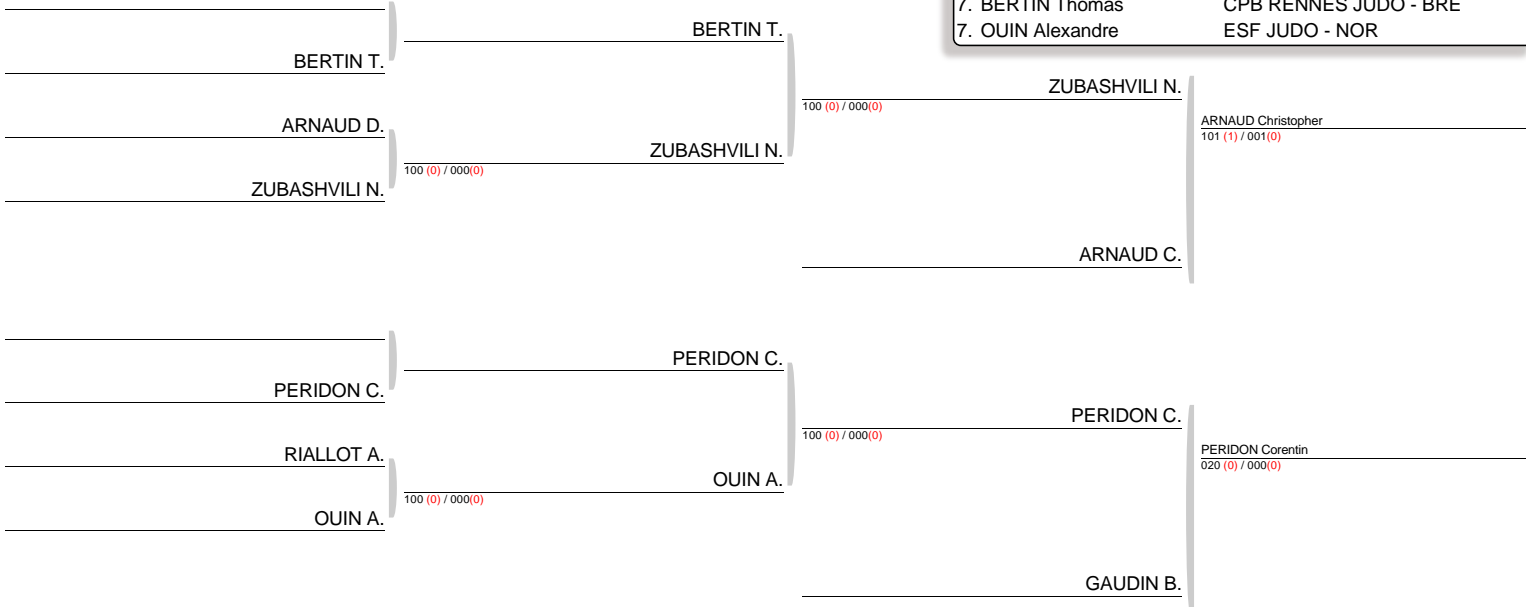 7. BERTIN Thomas CPB RENNES JUDO - BRE
7. OUIN Alexandre ESF JUDO - NOR
BERTIN T.
BERTIN T.
ZUBASHVILI N.
100 (0) / 000(0)
ARNAUD Christopher
101 (1) / 001(0)
ARNAUD D.
ZUBASHVILI N.
100 (0) / 000(0)
ZUBASHVILI N.
ARNAUD C.
PERIDON C.
PERIDON C.
PERIDON C.
100 (0) / 000(0)
PERIDON Corentin
020 (0) / 000(0)
RIALLOT A.
OUIN A.
100 (0) / 000(0)
OUIN A.
GAUDIN B.